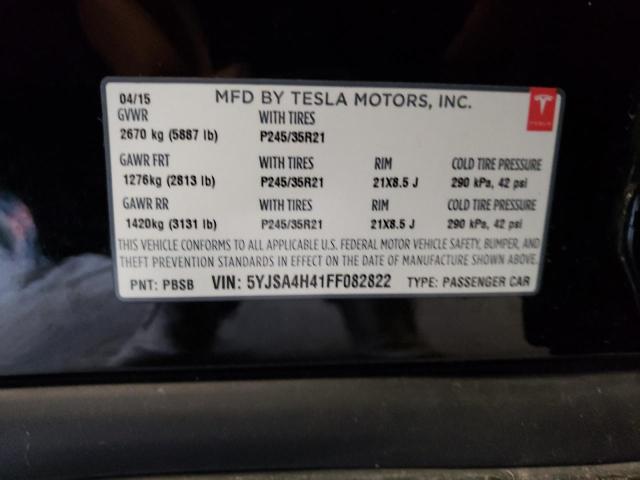 04/15 MFD BY TESLA MOTORS, INC.
GVWR WITH TIRES
2670 kg (5887 lb) P245/35R21
GAWR FRT WITH TIRES RIM COLD TIRE PRESSURE
1276kg (2813 lb) P245/35R21 21X8.5 J 290 kPa, 42 psi
GAWR RR WITH TIRES RIM COLD TIRE PRESSURE
1420kg (3131 lb) P245/35R21 21X8.5 J 290 kPa, 42 psi
THIS VEHICLE CONFORMS TO ALL APPLICABLE U.S. FEDERAL MOTOR VEHICLE SAFETY, BUMPER, AND
THEFT PREVENTION STANDARDS IN EFFECT ON THE DATE OF MANUFACTURE SHOWN ABOVE.
PNT: PBSB VIN: 5YJSA4H41FF082822 TYPE: PASSENGER CAR
TESLA